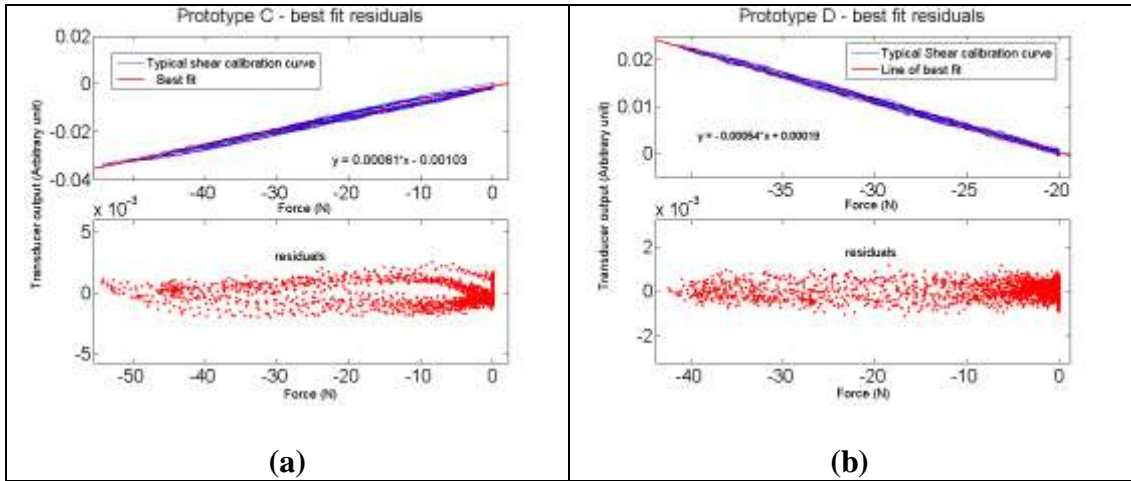 Prototype C - best fit residuals
0.02
0
-0.02
-0.04
Typical shear calibration curve
Best fit
y = 0.00061*x - 0.00103
-50
-40
-30
-20
-10
0
Force (N)
Transducer output (Arbitrary unit)
x 10⁻³
5
0
-5
residuals
-50
-40
-30
-20
-10
0
Force (N)
(a)
Prototype D - best fit residuals
0.02
0.01
0
Typical Shear calibration curve
Line of best fit
y = - 0.00054*x + 0.00019
-35
-30
-25
-20
Force (N)
Transducer output (Arbitrary unit)
x 10⁻³
2
0
-2
residuals
-40
-30
-20
-10
0
Force (N)
(b)